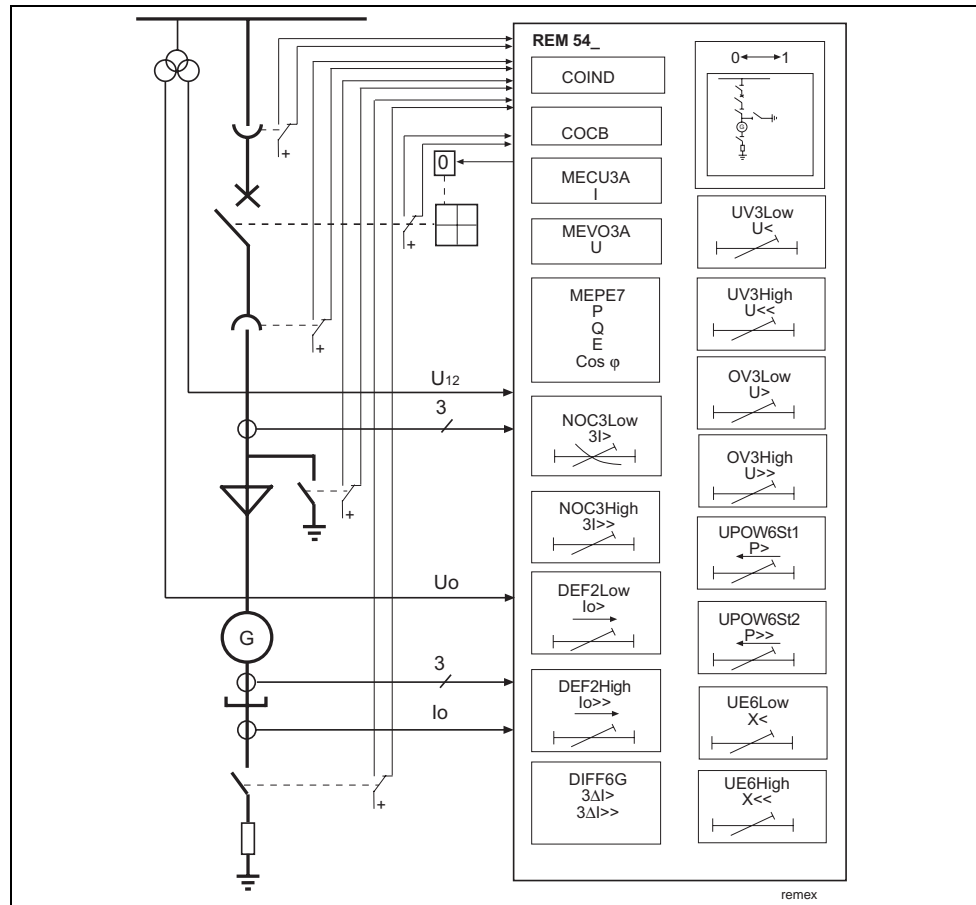 REM 54_
0 1
COIND
COCB
0
MECU3A
I
MEVO3A
U
MEPE7
P
Q
E
Cos φ
NOC3Low
3I>
NOC3High
3I>>
DEF2Low
Io>
DEF2High
Io>>
DIFF6G
3ΔI>
3ΔI>>
G
UV3Low
U<
UV3High
U<<
OV3Low
U>
OV3High
U>>
UPOW6St1
P>
UPOW6St2
P>>
UE6Low
X<
UE6High
X<<
+
+
+
+
+
U12
3
Uo
G
3
Io
remex